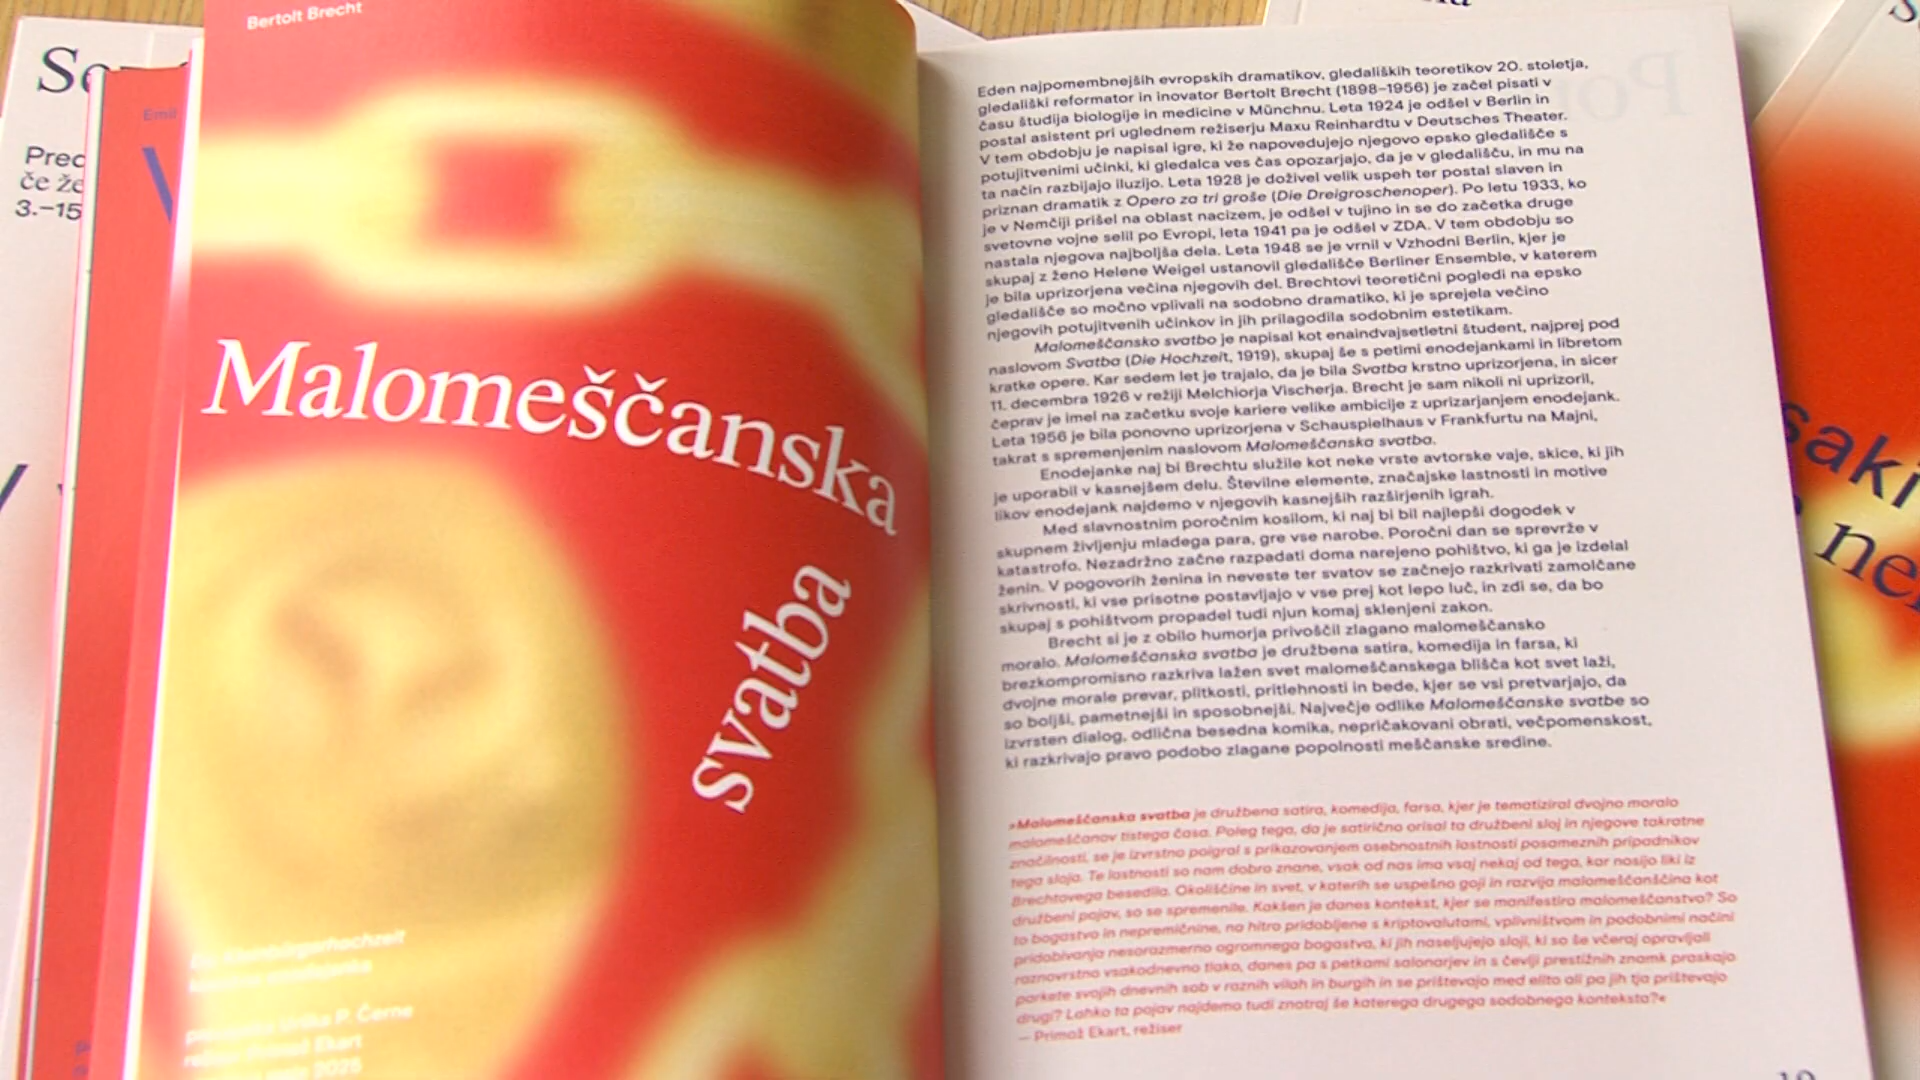 Bertolt Brecht
Malomeščanska
svatba
Die Kleinbürgerhochzeit
P. Černe
Primož Ekart
2025
Eden najpomembnejših evropskih dramatikov, gledaliških teoretikov 20. stoletja,
gledališki reformator in inovator Bertolt Brecht (1898–1956) je začel pisati v
času študija biologije in medicine v Münchnu. Leta 1924 je odšel v Berlin in
postal asistent pri uglednem režiserju Maxu Reinhardtu v Deutsches Theater.
V tem obdobju je napisal igre, ki že napovedujejo njegovo epsko gledališče s
potujitvenimi učinki, ki gledalca ves čas opozarjajo, da je v gledališču, in mu na
ta način razbijajo iluzijo. Leta 1928 je doživel velik uspeh ter postal slaven in
priznan dramatik z Opero za tri groše (Die Dreigroschenoper). Po letu 1933, ko
je v Nemčiji prišel na oblast nacizem, je odšel v tujino in se do začetka druge
svetovne vojne selil po Evropi, leta 1941 pa je odšel v ZDA. V tem obdobju so
nastala njegova najboljša dela. Leta 1948 se je vrnil v Vzhodni Berlin, kjer je
skupaj z ženo Helene Weigel ustanovil gledališče Berliner Ensemble, v katerem
je bila uprizorjena večina njegovih del. Brechtovi teoretični pogledi na epsko
gledališče so močno vplivali na sodobno dramatiko, ki je sprejela večino
njegovih potujitvenih učinkov in jih prilagodila sodobnim estetikam.
Malomeščansko svatbo je napisal kot enaindvajsetletni študent, najprej pod
naslovom Svatba (Die Hochzeit, 1919), skupaj še s petimi enodejankami in libretom
kratke opere. Kar sedem let je trajalo, da je bila Svatba krstno uprizorjena, in sicer
11. decembra 1926 v režiji Melchiorja Vischerja. Brecht je sam nikoli ni uprizoril,
čeprav je imel na začetku svoje kariere velike ambicije z uprizarjanjem enodejank.
Leta 1956 je bila ponovno uprizorjena v Schauspielhaus v Frankfurtu na Majni,
takrat s spremenjenim naslovom Malomeščanska svatba.
Enodejanke naj bi Brechtu služile kot neke vrste avtorske vaje, skice, ki jih
je uporabil v kasnejšem delu. Številne elemente, značajske lastnosti in motive
likov enodejank najdemo v njegovih kasnejših razširjenih igrah.
Med slavnostnim poročnim kosilom, ki naj bi bil najlepši dogodek v
skupnem življenju mladega para, gre vse narobe. Poročni dan se sprevrže v
katastrofo. Nezadržno začne razpadati doma narejeno pohištvo, ki ga je izdelal
ženin. V pogovorih ženina in neveste ter svatov se začnejo razkrivati zamolčane
skrivnosti, ki vse prisotne postavljajo v vse prej kot lepo luč, in zdi se, da bo
skupaj s pohištvom propadel tudi njun komaj sklenjeni zakon.
Brecht si je z obilo humorja privoščil zlagano malomeščansko
moralo. Malomeščanska svatba je družbena satira, komedija in farsa, ki
brezkompromisno razkriva lažen svet malomeščanskega blišča kot svet laži,
dvojne morale prevar, plitkosti, pritlehnosti in bede, kjer se vsi pretvarjajo, da
so boljši, pametnejši in sposobnejši. Največje odlike Malomeščanske svatbe so
izvrsten dialog, odlična besedna komika, nepričakovani obrati, večpomenskost,
ki razkrivajo pravo podobo zlagane popolnosti meščanske sredine.
»Malomeščanska svatba je družbena satira, komedija, farsa, kjer je tematiziral dvojno moralo
malomeščanov tistega časa. Poleg tega, da je satirično orisal ta družbeni sloj in njegove takratne
značilnosti, se je izvrstno poigral s prikazovanjem osebnostnih lastnosti posameznih pripadnikov
tega sloja. Te lastnosti so nam dobro znane, vsak od nas ima vsaj nekaj od tega, kar nosijo liki iz
Brechtovega besedila. Okoliščine in svet, v katerih se uspešno goji in razvija malomeščanščina kot
družbeni pojav, so se spremenile. Kakšen je danes kontekst, kjer se manifestira malomeščanstvo? So
to bogastvo in nepremičnine, na hitro pridobljene s kriptovalutami, vplivništvom in podobnimi načini
pridobivanja nesorazmerno ogromnega bogastva, ki jih naseljujejo sloji, ki so še včeraj opravljali
raznovrstno vsakodnevno tlako, danes pa s petkami salonarjev in s čevlji prestižnih znamk praskajo
parkete svojih dnevnih sob v raznih vilah in burgih in se prištevajo med elito ali pa jih tja prištevajo
drugi? Lahko ta pojav najdemo tudi znotraj še katerega drugega sodobnega konteksta?«
— Primož Ekart, režiser
Emil
če že
3.–15
saki